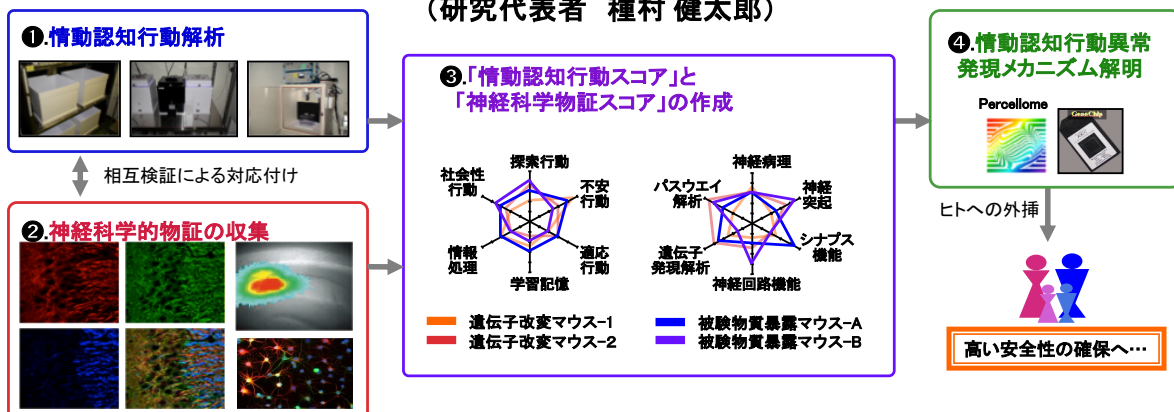 (研究代表者 種村 健太郎)
❶.情動認知行動解析
相互検証による対応付け
❷.神経科学的物証の収集
❸.「情動認知行動スコア」と
「神経科学物証スコア」の作成
探索行動
社会性
行動
不安
行動
情報
処理
適応
行動
学習記憶
神経病理
パスウエイ
解析
神経
突起
遺伝子
発現解析
シナプス
機能
神経回路機能
遺伝子改変マウス-1
遺伝子改変マウス-2
被験物質暴露マウス-A
被験物質暴露マウス-B
❹.情動認知行動異常
発現メカニズム解明
Percellome
GeneChip
ヒトへの外挿
高い安全性の確保へ…